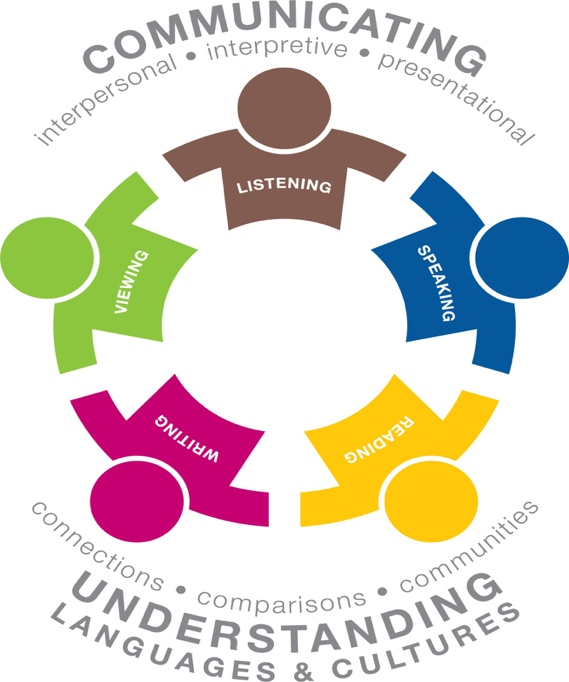 COMMUNICATING
interpersonal • interpretive • presentational
LISTENING
VIEWING
SPEAKING
WRITING
READING
connections • comparisons • communities
UNDERSTANDING
LANGUAGES & CULTURES